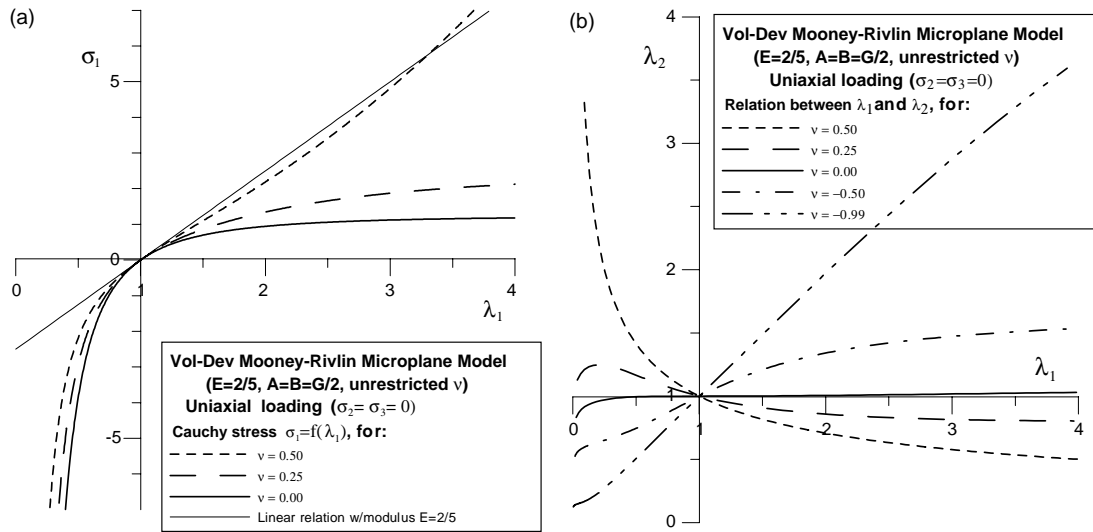 (a)
σ1
5
0
-5
0
1
2
3
4
λ1
Vol-Dev Mooney-Rivlin Microplane Model
(E=2/5, A=B=G/2, unrestricted ν)
Uniaxial loading (σ2= σ3= 0)
Cauchy stress σ1=f(λ1), for:
ν = 0.50
ν = 0.25
ν = 0.00
Linear relation w/modulus E=2/5
(b)
λ2
4
3
2
1
0
0
1
2
3
4
λ1
Vol-Dev Mooney-Rivlin Microplane Model
(E=2/5, A=B=G/2, unrestricted ν)
Uniaxial loading (σ2=σ3=0)
Relation between λ1 and λ2, for:
ν = 0.50
ν = 0.25
ν = 0.00
ν = −0.50
ν = −0.99